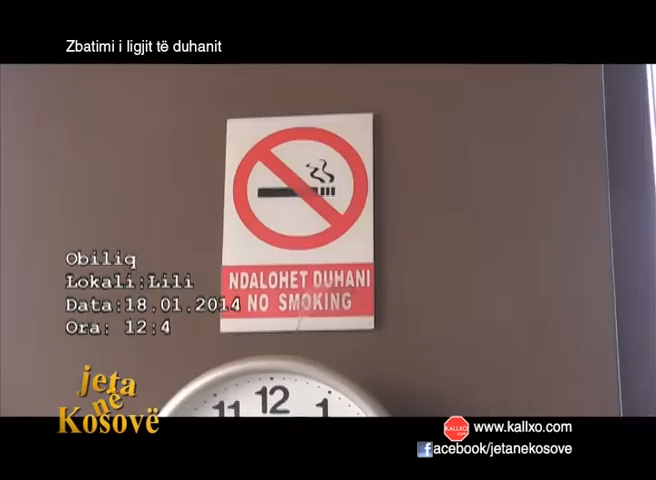 Zbatimi i ligjit të duhanit
NDALOHET DUHANI
NO SMOKING
Obiliq
Lokali:Lili
Data:18.01.2014
Ora: 12:4
11 12 1
jeta
në
Kosovë
KALLXO
www.kallxo.com
facebook/jetanekosove